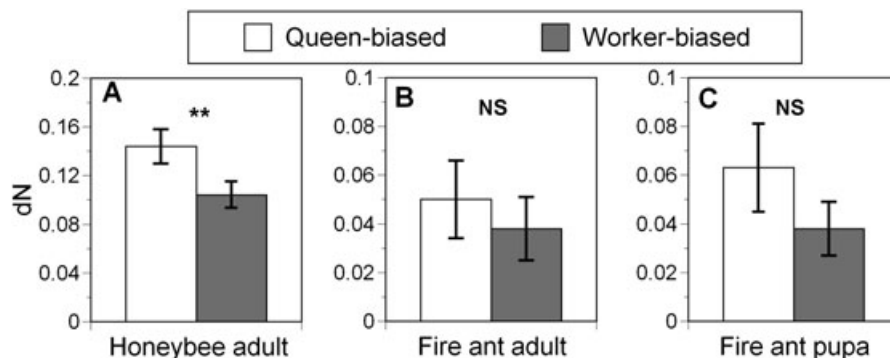 Queen-biased Worker-biased
A
**
B
NS
C
NS
dN
0.2
0.16
0.12
0.08
0.04
0
0.1
0.08
0.06
0.04
0.02
0
0.1
0.08
0.06
0.04
0.02
0
Honeybee adult Fire ant adult Fire ant pupa